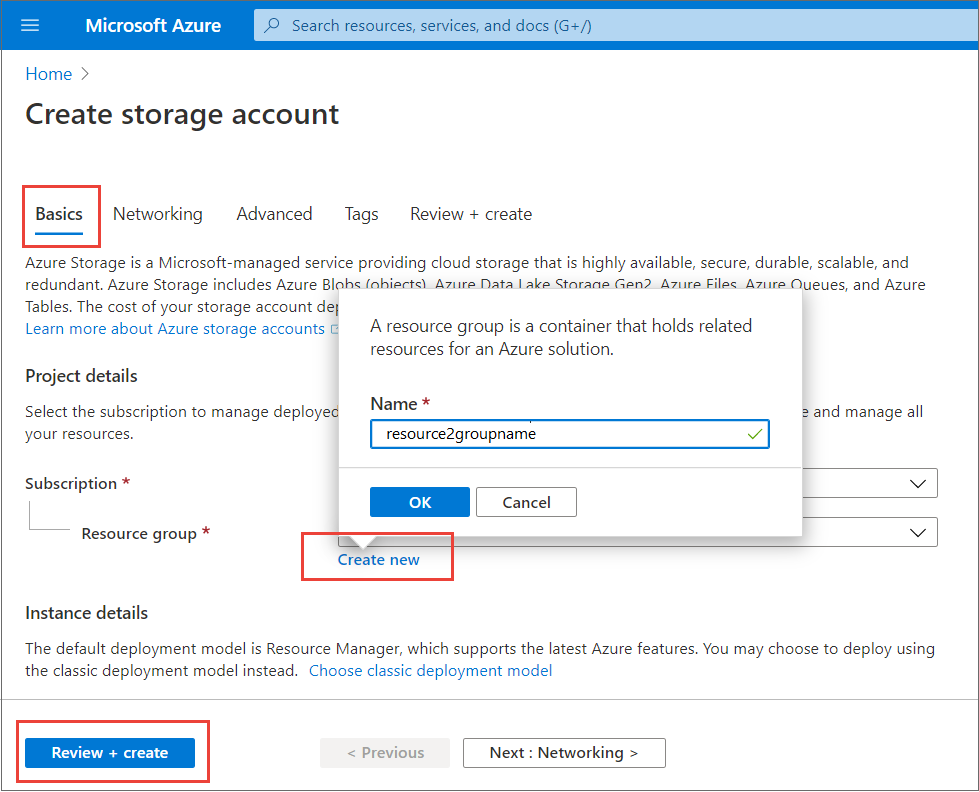 Microsoft Azure
Search resources, services, and docs (G+/)
Home >
Create storage account
Basics Networking Advanced Tags Review + create
Azure Storage is a Microsoft-managed service providing cloud storage that is highly available, secure, durable, scalable, and
redundant. Azure Storage includes Azure Blobs (objects), Azure Data Lake Storage Gen2, Azure Files, Azure Queues, and Azure
Tables. The cost of your storage account
Learn more about Azure storage accounts
A resource group is a container that holds related
resources for an Azure solution.
Name *
resource2groupname
OK Cancel
Project details
Select the subscription to manage deployed and manage all
your resources.
Subscription *
Resource group *
Create new
Instance details
The default deployment model is Resource Manager, which supports the latest Azure features. You may choose to deploy using
the classic deployment model instead. Choose classic deployment model
Review + create < Previous Next : Networking >